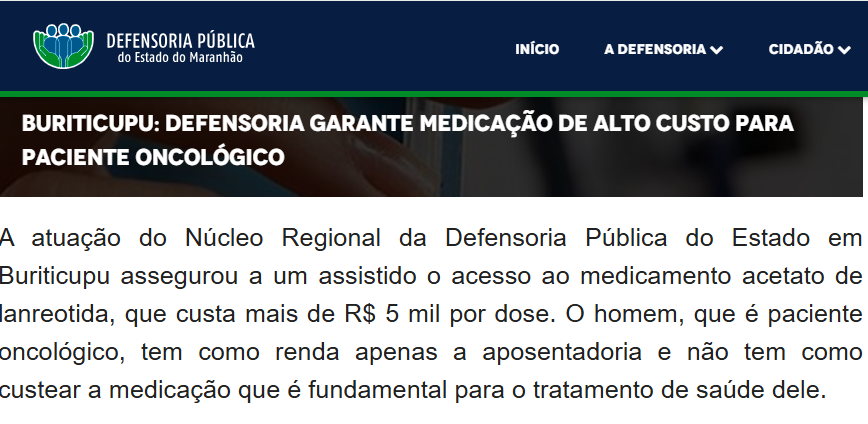 DEFENSORIA PÚBLICA
do Estado do Maranhão
INÍCIO
A DEFENSORIA
CIDADÃO
BURITICUPU: DEFENSORIA GARANTE MEDICAÇÃO DE ALTO CUSTO PARA
PACIENTE ONCOLÓGICO
A atuação do Núcleo Regional da Defensoria Pública do Estado em
Buriticupu assegurou a um assistido o acesso ao medicamento acetato de
lanreotida, que custa mais de R$ 5 mil por dose. O homem, que é paciente
oncológico, tem como renda apenas a aposentadoria e não tem como
custear a medicação que é fundamental para o tratamento de saúde dele.